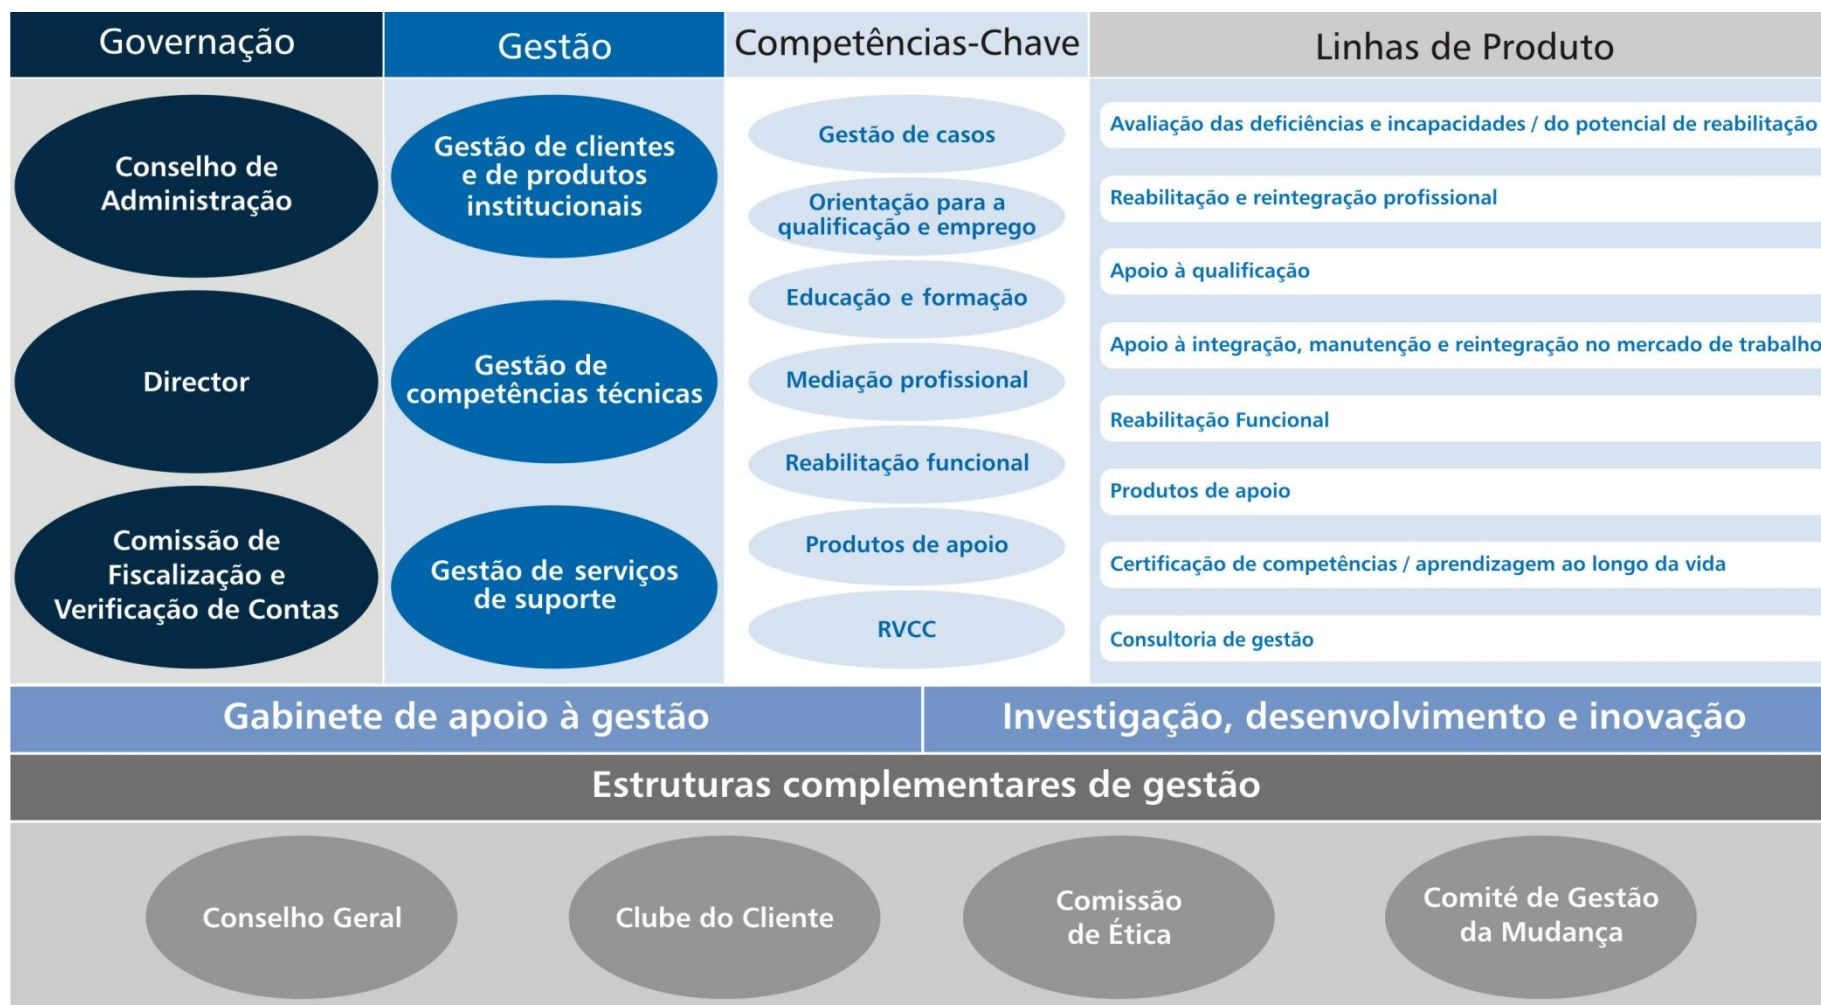 Governação
Gestão
Competências-Chave
Linhas de Produto
Conselho de
Administração
Director
Comissão de
Fiscalização e
Verificação de Contas
Gestão de clientes
e de produtos
institucionais
Gestão de
competências técnicas
Gestão de serviços
de suporte
Gestão de casos
Orientação para a
qualificação e emprego
Educação e formação
Mediação profissional
Reabilitação funcional
Produtos de apoio
RVCC
Avaliação das deficiências e incapacidades / do potencial de reabilitação
Reabilitação e reintegração profissional
Apoio à qualificação
Apoio à integração, manutenção e reintegração no mercado de trabalho
Reabilitação Funcional
Produtos de apoio
Certificação de competências / aprendizagem ao longo da vida
Consultoria de gestão
Gabinete de apoio à gestão
Investigação, desenvolvimento e inovação
Estruturas complementares de gestão
Conselho Geral
Clube do Cliente
Comissão
de Ética
Comité de Gestão
da Mudança